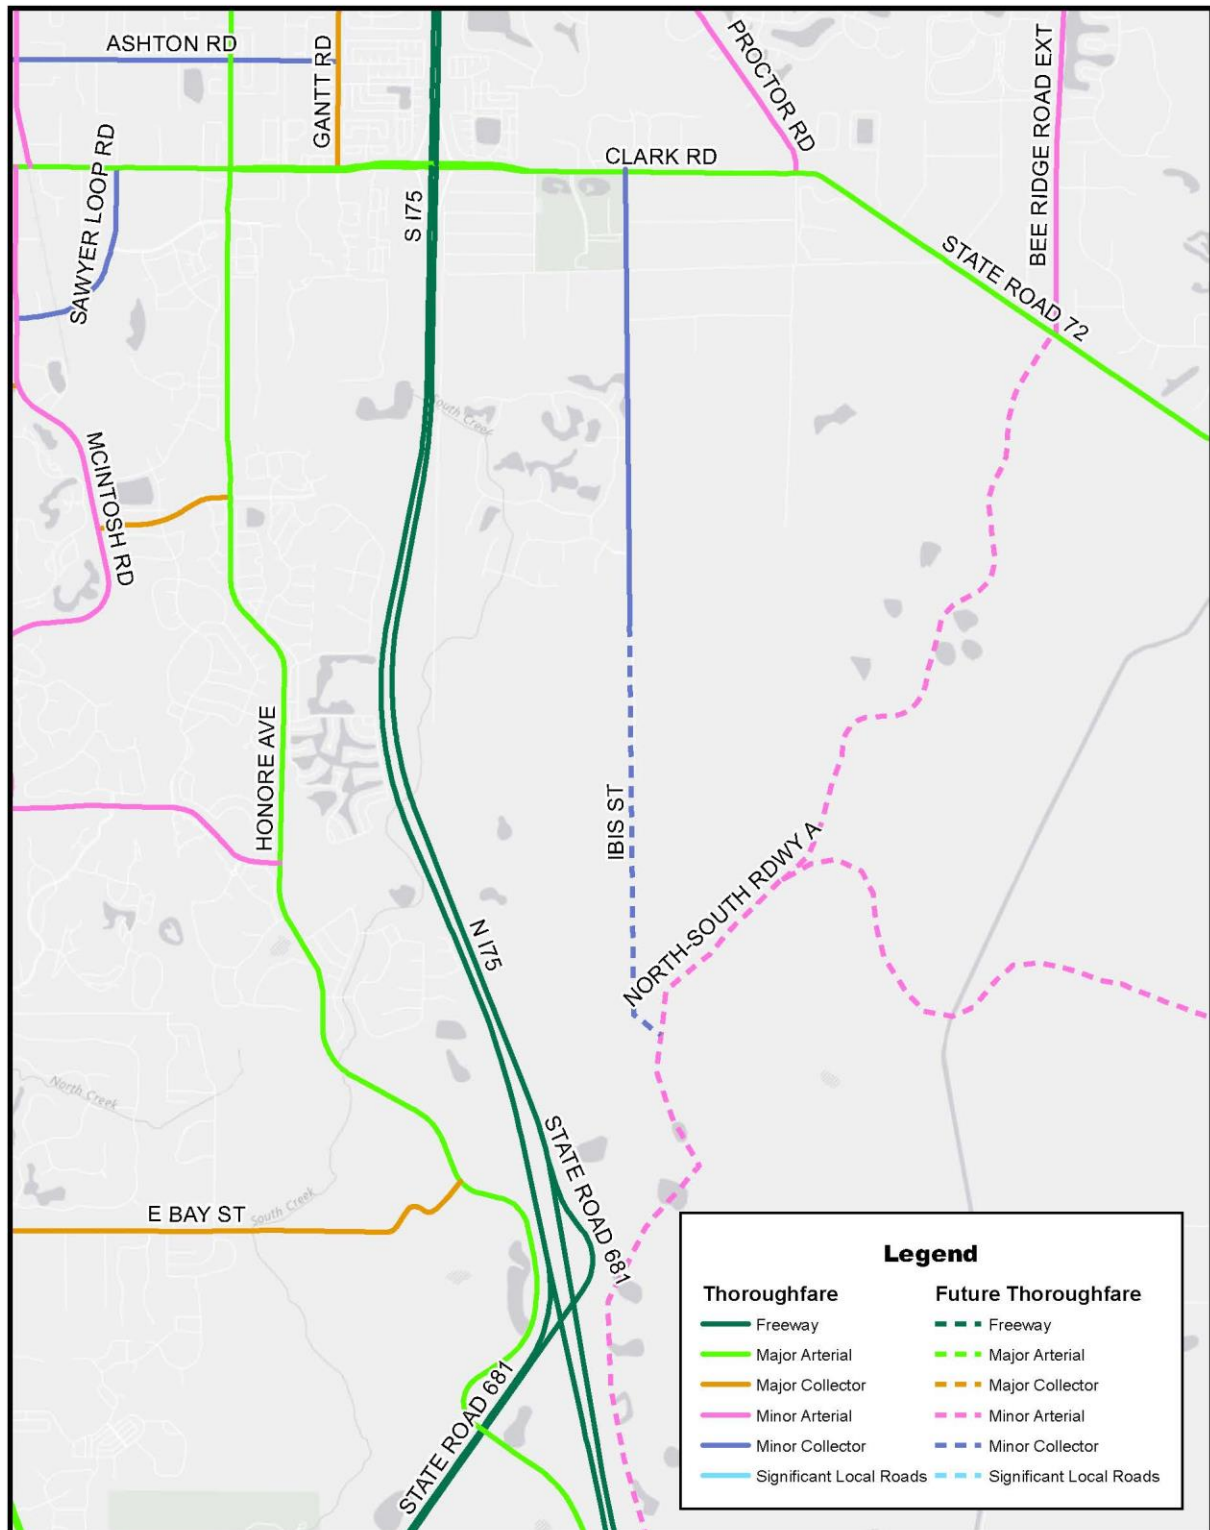 ASHTON RD
GANTT RD
PROCTOR RD
BEE RIDGE ROAD EXT
SAWYER LOOP RD
CLARK RD
S I75
STATE ROAD 72
South Creek
MCINTOSH RD
HONORE AVE
IBIS ST
NORTH-SOUTH RDWY A
N I75
North Creek
STATE ROAD 681
E BAY ST
South Creek
STATE ROAD 681
Legend
Thoroughfare
Freeway
Major Arterial
Major Collector
Minor Arterial
Minor Collector
Significant Local Roads
Future Thoroughfare
Freeway
Major Arterial
Major Collector
Minor Arterial
Minor Collector
Significant Local Roads